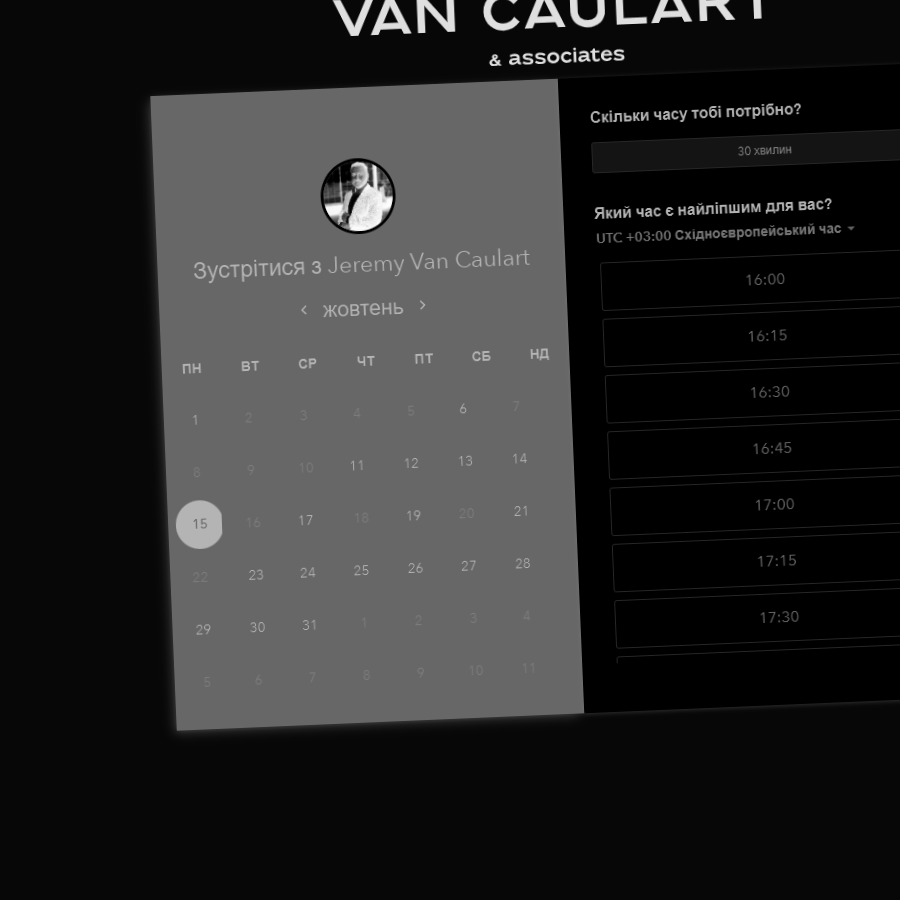 VAN CAULART
& associates
Зустрітися з Jeremy Van Caulart
‹ жовтень ›
ПН ВТ СР ЧТ ПТ СБ НД
1 2 3 4 5 6 7
8 9 10 11 12 13 14
15 16 17 18 19 20 21
22 23 24 25 26 27 28
29 30 31 1 2 3 4
5 6 7 8 9 10 11
Скільки часу тобі потрібно?
30 хвилин
Який час є найліпшим для вас?
UTC +03:00 Східноєвропейський час
16:00
16:15
16:30
16:45
17:00
17:15
17:30